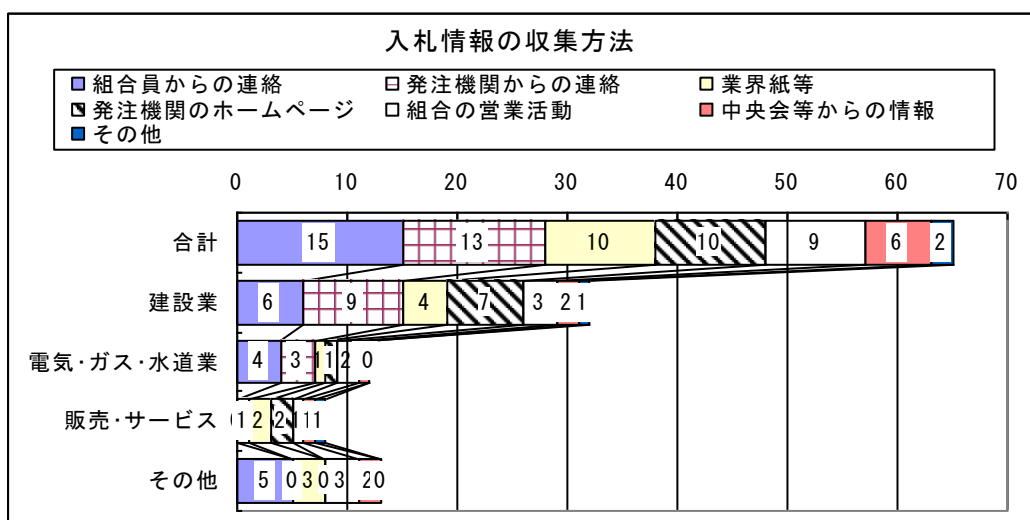 入札情報の収集方法
組合員からの連絡 発注機関からの連絡 業界紙等
発注機関のホームページ 組合の営業活動 中央会等からの情報
その他
0 10 20 30 40 50 60 70
合計 15 13 10 10 9 6 2
建設業 6 9 4 7 3 2 1
電気・ガス・水道業 4 3 1 1 2 0
販売・サービス 1 2 2 1 1 1
その他 5 0 3 0 3 2 0